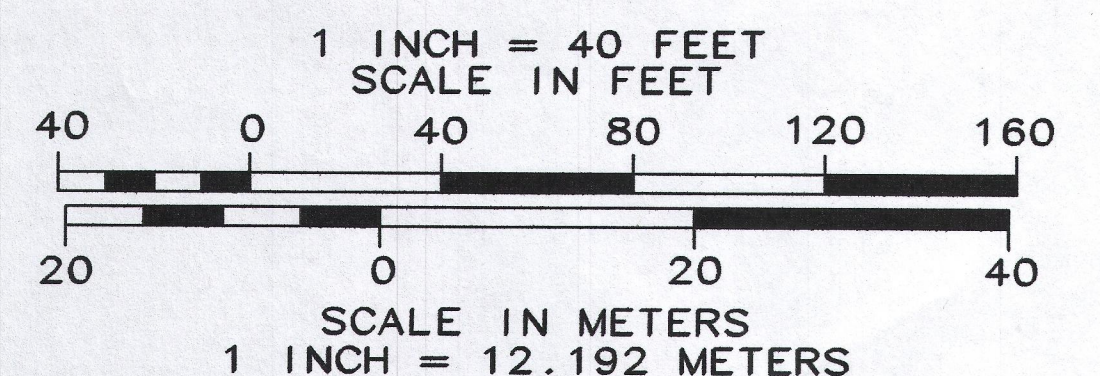 1 INCH = 40 FEET
SCALE IN FEET
40 0 40 80 120 160
20 0 20 40
SCALE IN METERS
1 INCH = 12.192 METERS